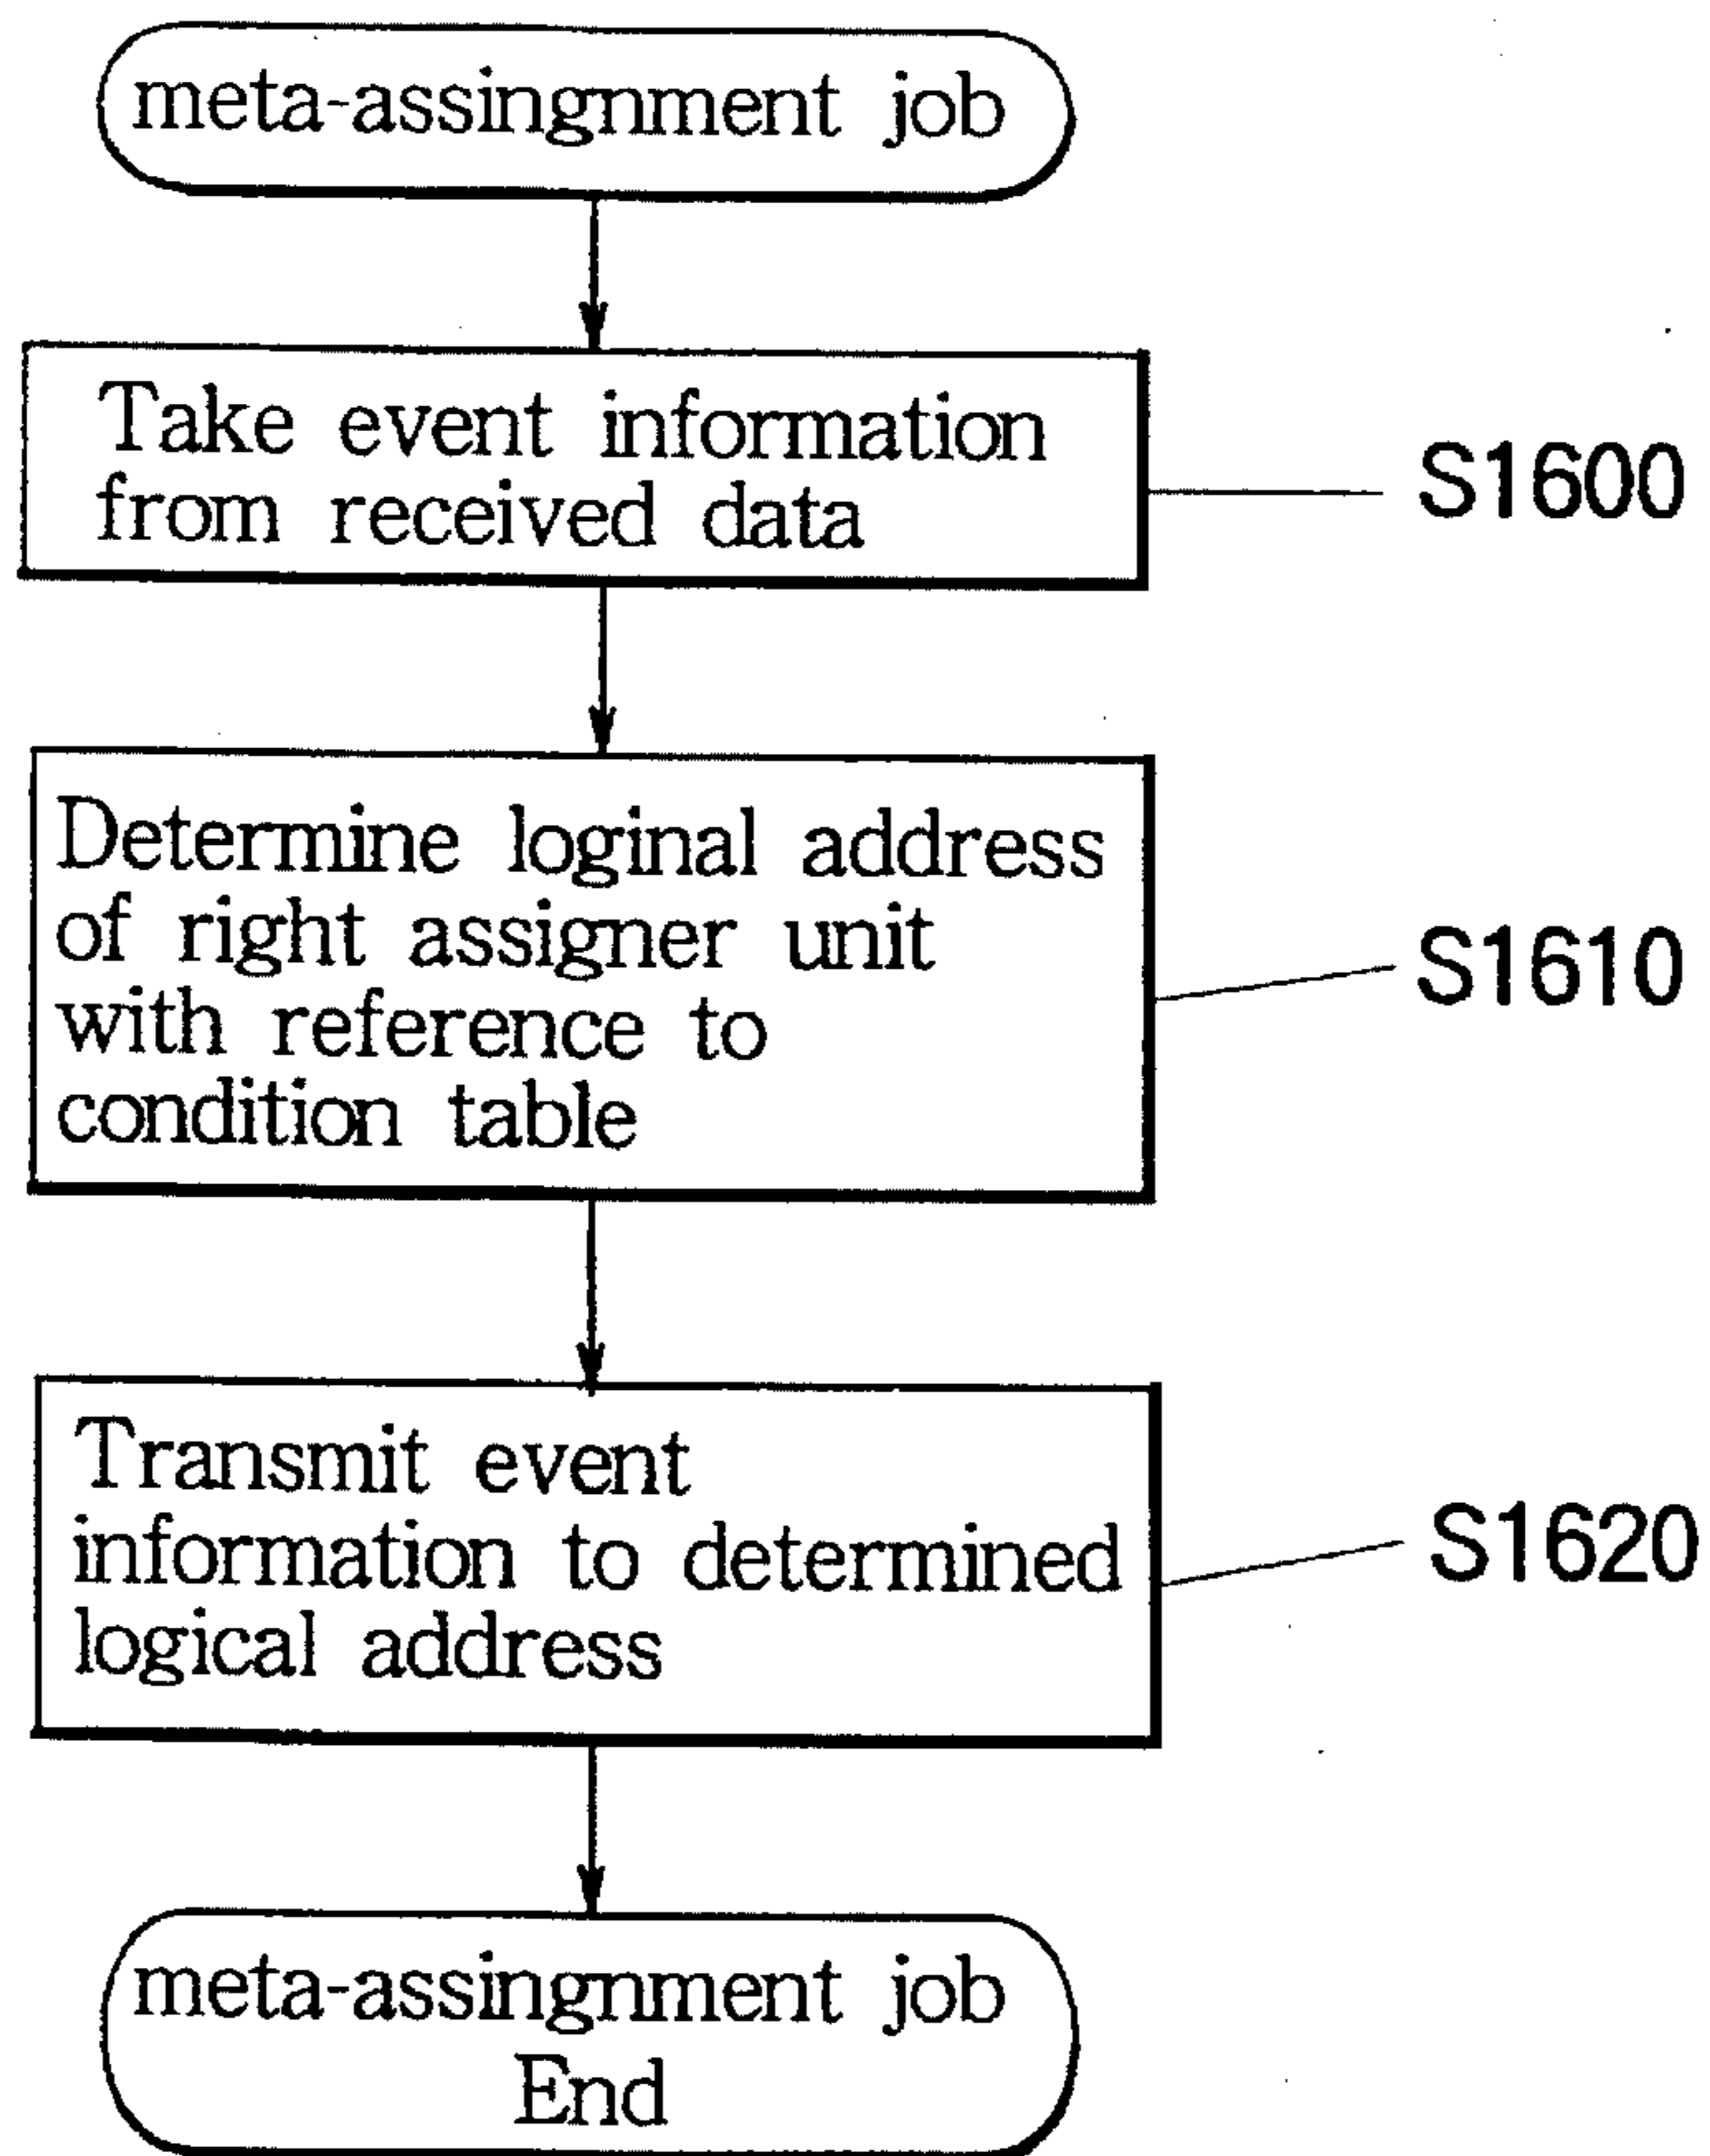 meta-assingnment job
Take event information
from received data
S1600
Determine loginal address
of right assigner unit
with reference to
condition table
S1610
Transmit event
information to determined
logical address
S1620
meta-assingnment job
End